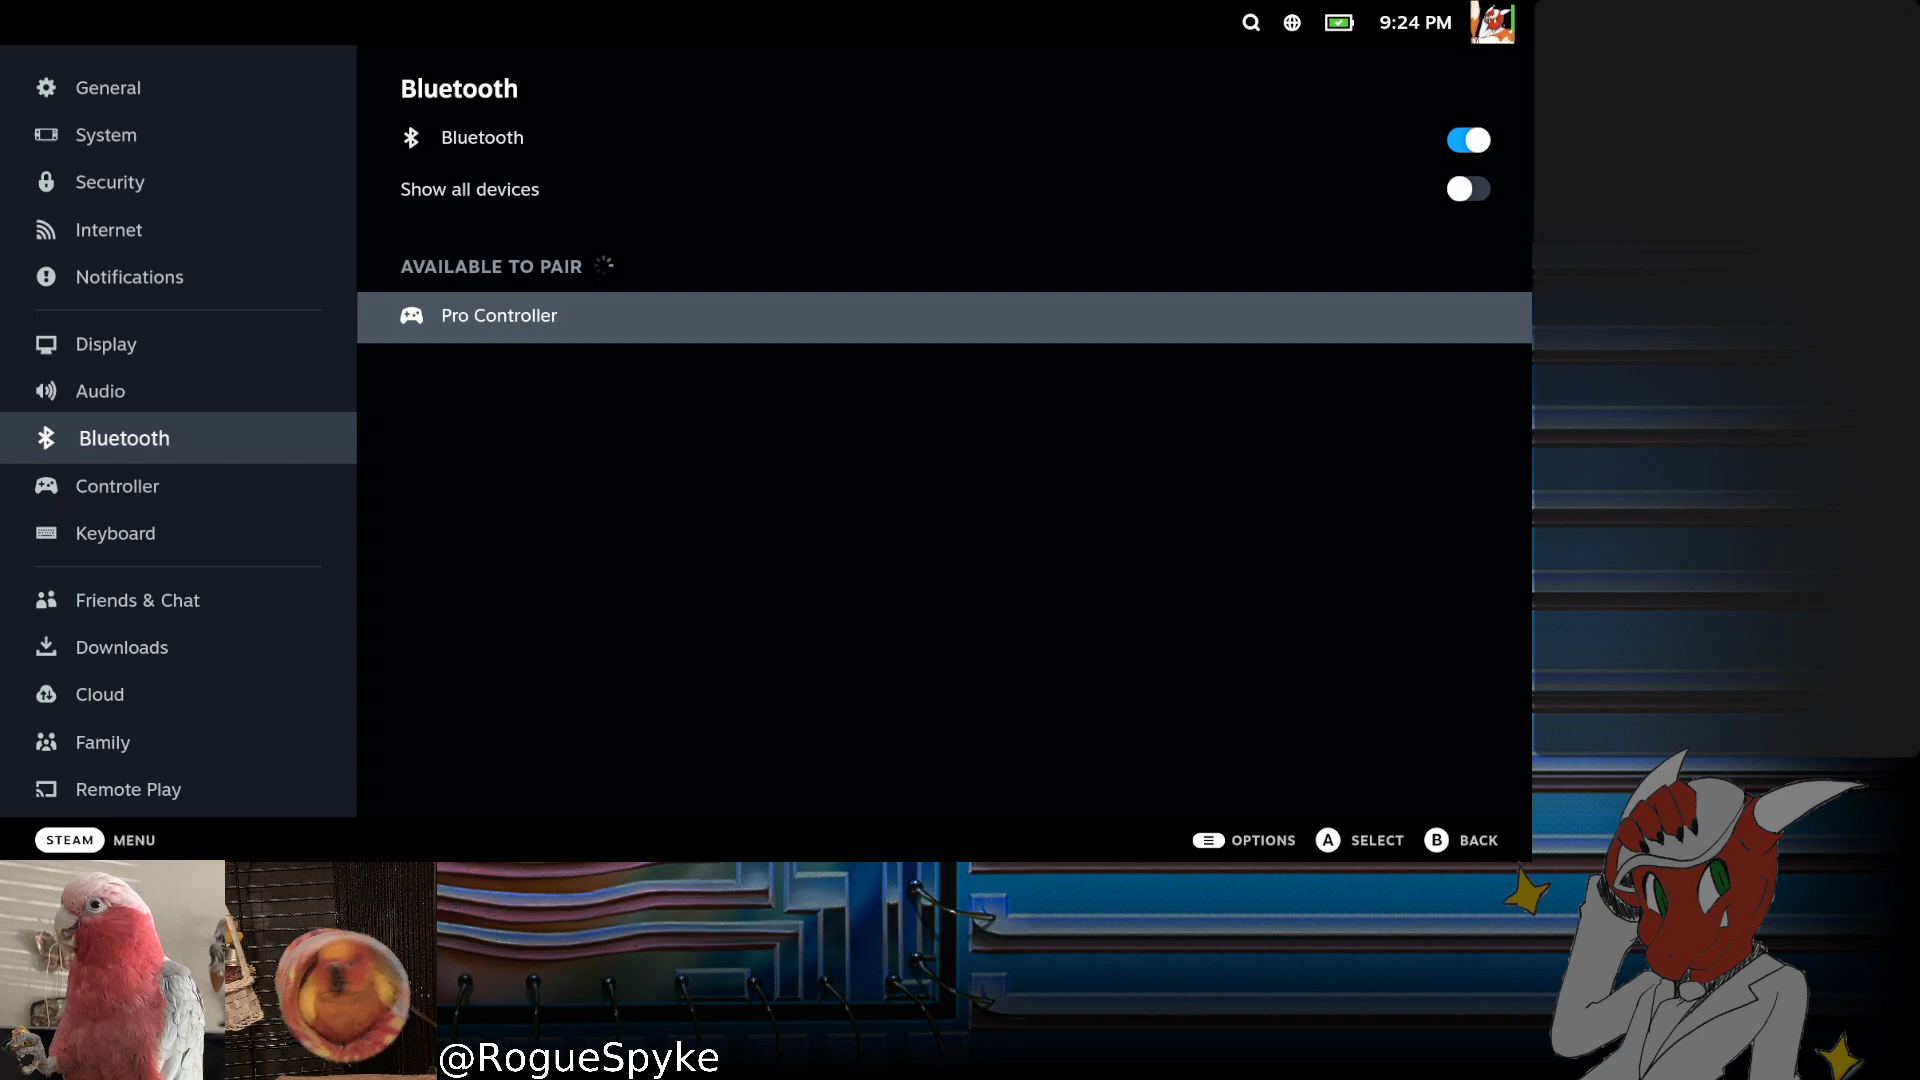 9:24 PM
General
System
Security
Internet
Notifications
Display
Audio
Bluetooth
Controller
Keyboard
Friends & Chat
Downloads
Cloud
Family
Remote Play
Bluetooth
Bluetooth
Show all devices
AVAILABLE TO PAIR
Pro Controller
STEAM MENU
OPTIONS A SELECT B BACK
@RogueSpyke